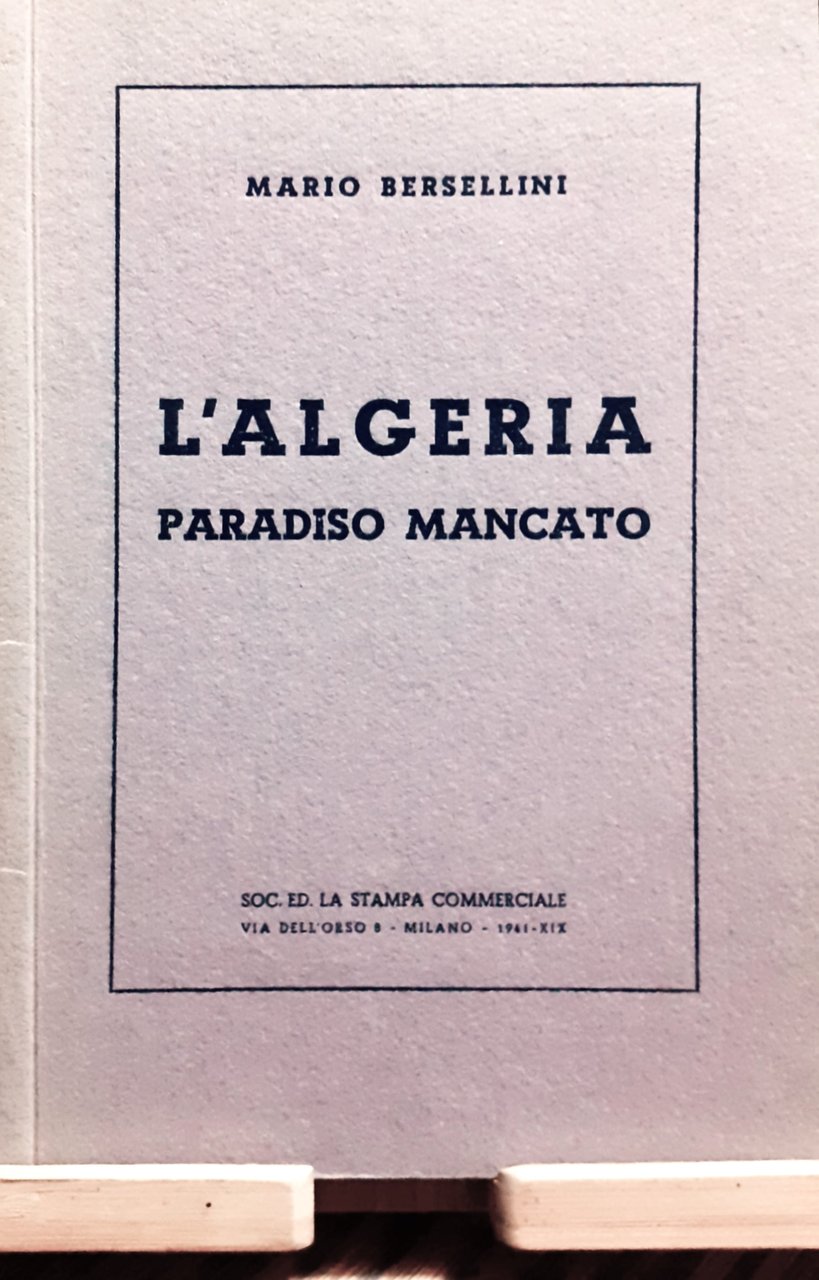 MARIO BERSELLINI
L'ALGERIA
PARADISO MANCATO
SOC. ED. LA STAMPA COMMERCIALE
VIA DELL'ORSO 8 - MILANO - 1941-XIX